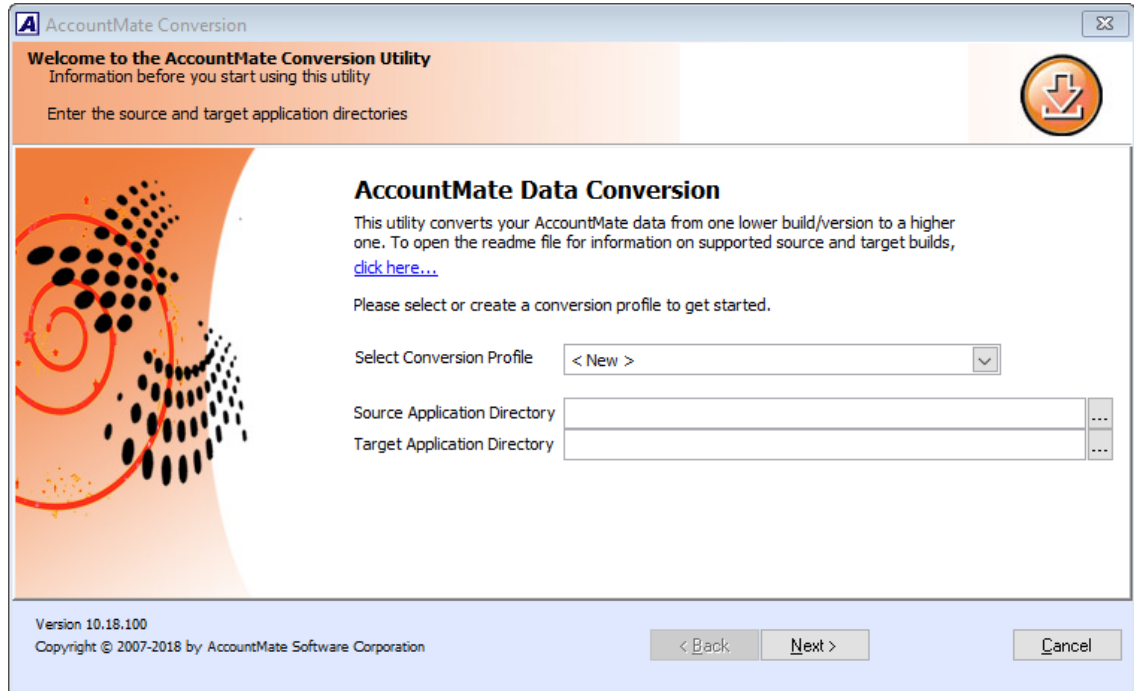 AccountMate Conversion
Welcome to the AccountMate Conversion Utility
Information before you start using this utility
Enter the source and target application directories
AccountMate Data Conversion
This utility converts your AccountMate data from one lower build/version to a higher
one. To open the readme file for information on supported source and target builds,
click here...
Please select or create a conversion profile to get started.
Select Conversion Profile < New >
Source Application Directory ...
Target Application Directory ...
Version 10.18.100
Copyright © 2007-2018 by AccountMate Software Corporation
< Back Next > Cancel